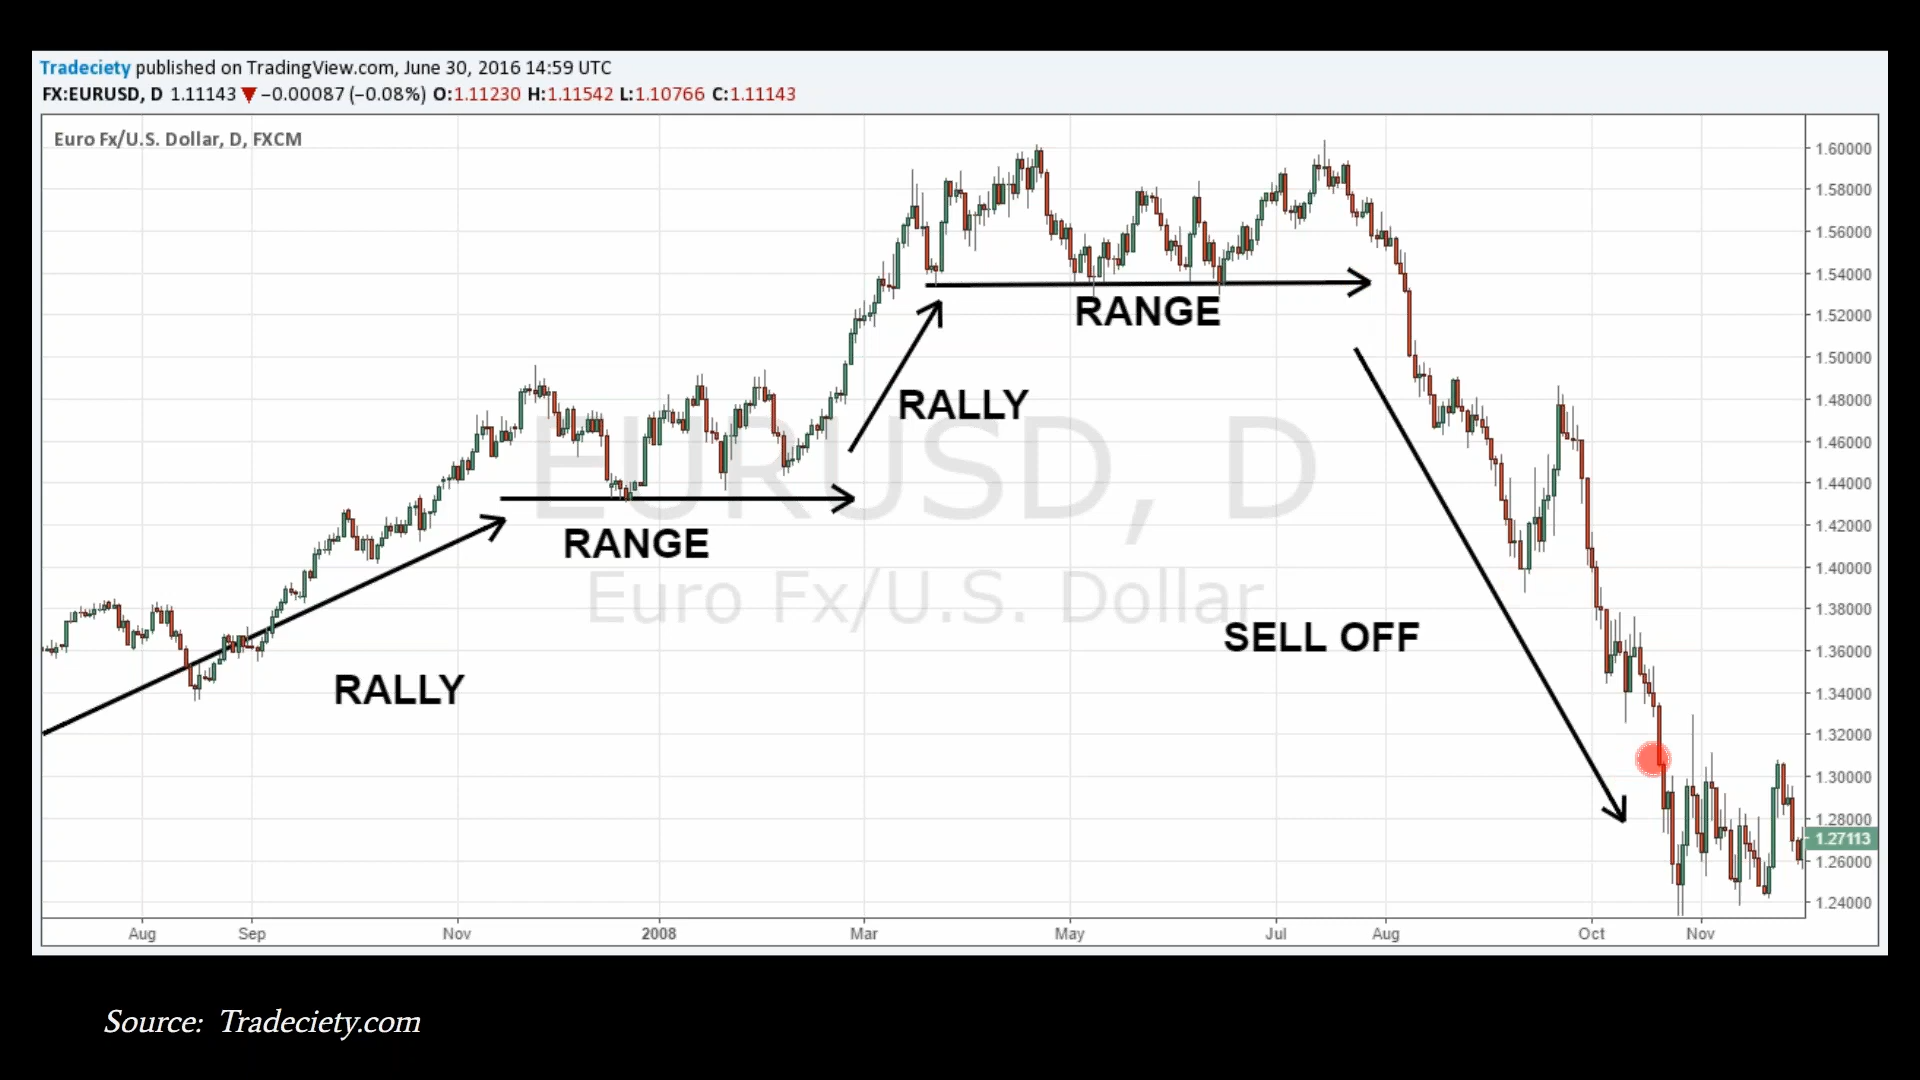 Tradeciety published on TradingView.com, June 30, 2016 14:59 UTC
FX:EURUSD, D 1.11143 ▼ −0.00087 (−0.08%) O:1.11230 H:1.11542 L:1.10766 C:1.11143
Euro Fx/U.S. Dollar, D, FXCM
1.60000
1.58000
1.56000
1.54000
RANGE
1.52000
1.50000
RALLY
1.48000
1.46000
EURUSD, D
1.44000
1.42000
RANGE
1.40000
Euro Fx/U.S. Dollar
1.38000
SELL OFF
1.36000
RALLY
1.34000
1.32000
1.30000
1.28000
1.27113
1.26000
1.24000
Aug Sep Nov 2008 Mar May Jul Aug Oct Nov
Source: Tradeciety.com